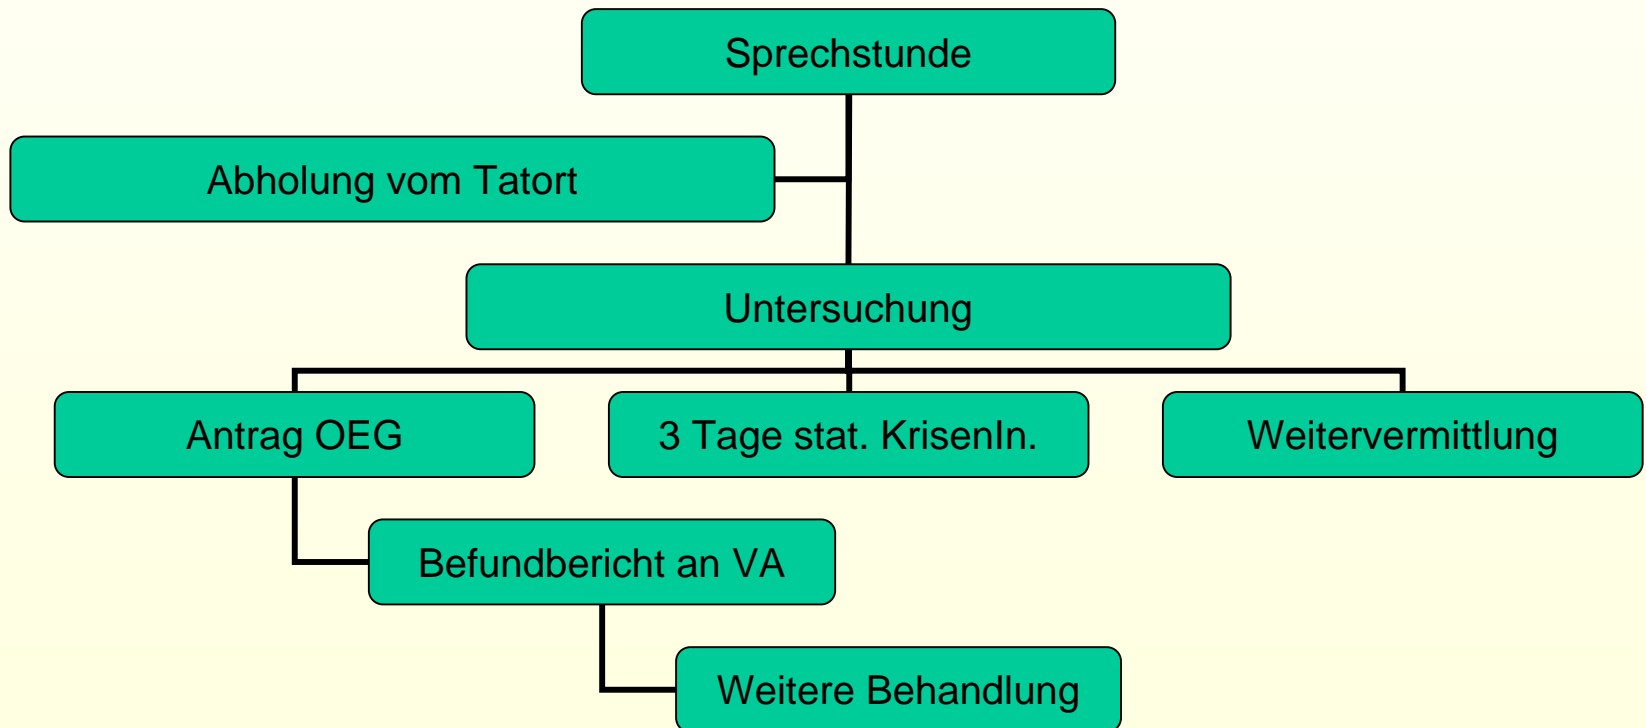 Sprechstunde
Abholung vom Tatort
Untersuchung
Antrag OEG
3 Tage stat. KrisenIn.
Weitervermittlung
Befundbericht an VA
Weitere Behandlung